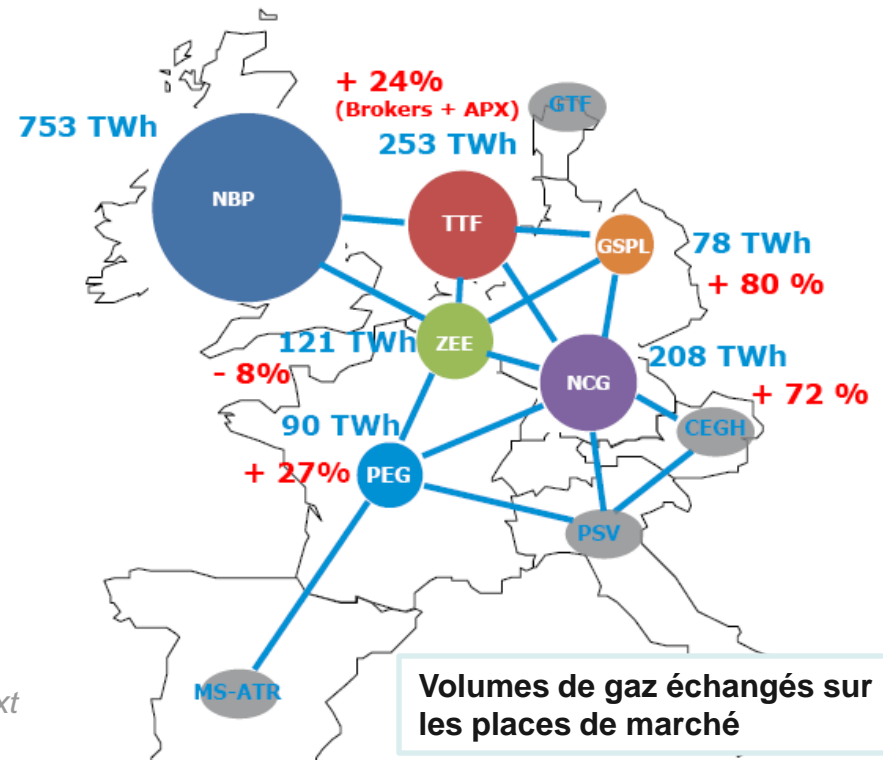 + 24%
(Brokers + APX)
GTF
753 TWh
253 TWh
NBP
TTF
GSPL
78 TWh
+ 80 %
121 TWh
ZEE
- 8%
208 TWh
NCG
+ 72 %
90 TWh
CEGH
+ 27%
PEG
PSV
MS-ATR
xt
Volumes de gaz échangés sur
les places de marché